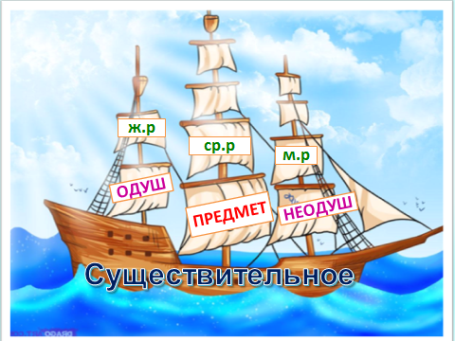 ж.р
ср.р
м.р
ОДУШ
ПРЕДМЕТ
НЕОДУШ
Существительное